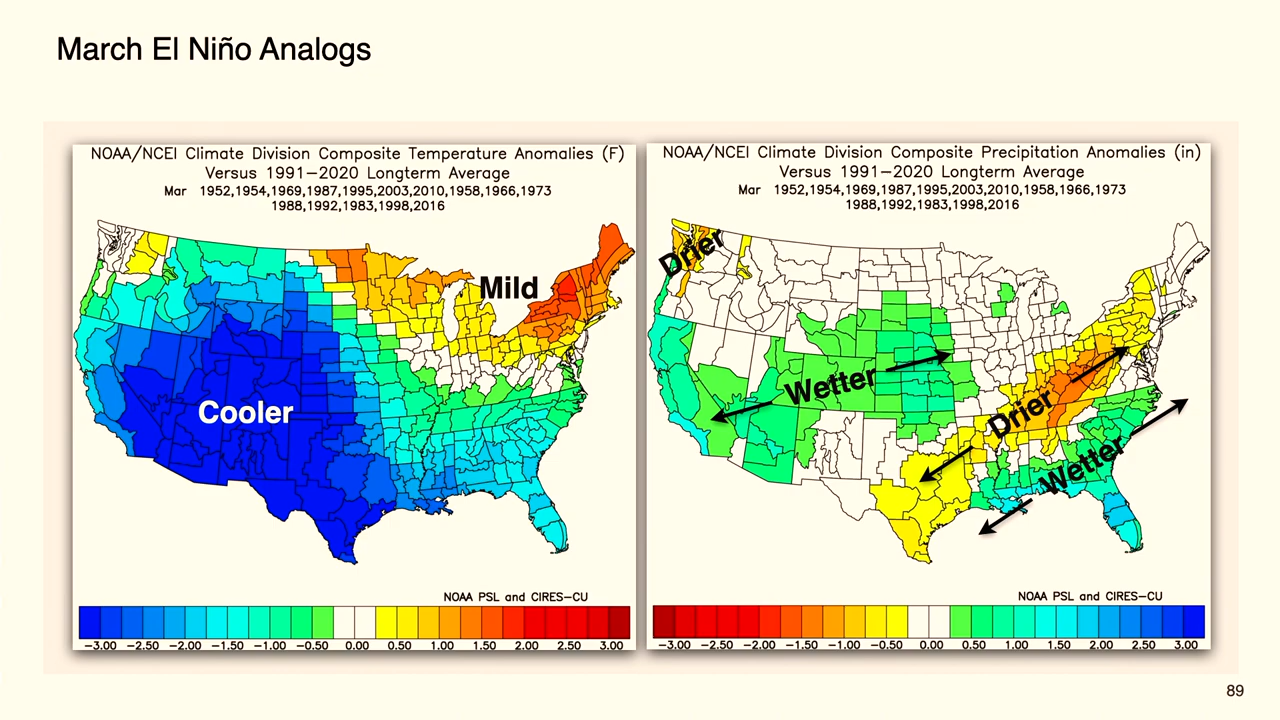 March El Niño Analogs
NOAA/NCEI Climate Division Composite Temperature Anomalies (F)
Versus 1991−2020 Longterm Average
Mar 1952,1954,1969,1987,1995,2003,2010,1958,1966,1973
1988,1992,1983,1998,2016
Mild
Cooler
NOAA PSL and CIRES−CU
−3.00 −2.50 −2.00 −1.50 −1.00 −0.50 0.00 0.50 1.00 1.50 2.00 2.50 3.00
NOAA/NCEI Climate Division Composite Precipitation Anomalies (in)
Versus 1991−2020 Longterm Average
Mar 1952,1954,1969,1987,1995,2003,2010,1958,1966,1973
1988,1992,1983,1998,2016
Drier
Wetter
Drier
Wetter
NOAA PSL and CIRES−CU
−3.00 −2.50 −2.00 −1.50 −1.00 −0.50 0.00 0.50 1.00 1.50 2.00 2.50 3.00
89